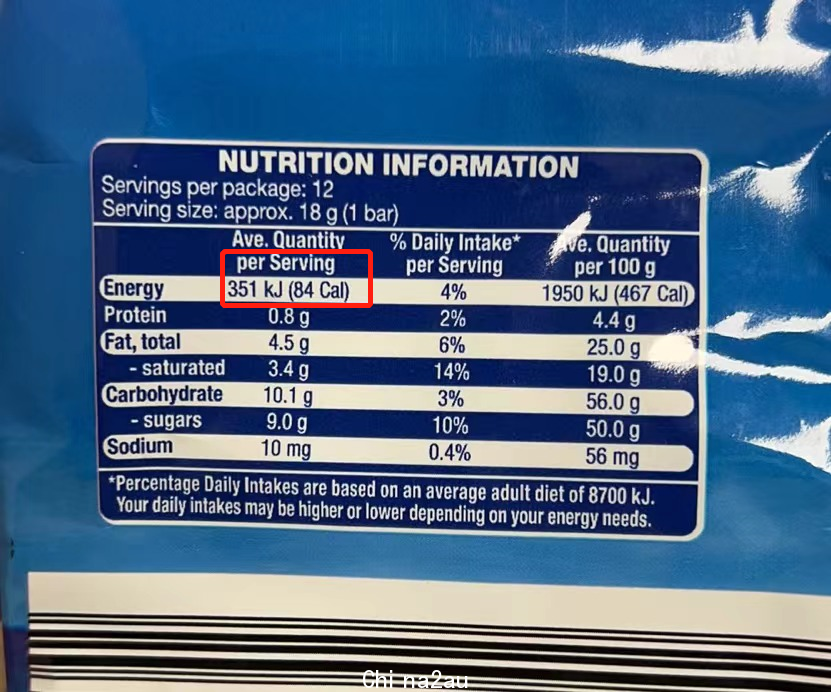 NUTRITION INFORMATION
Servings per package: 12
Serving size: approx. 18 g (1 bar)
Ave. Quantity % Daily Intake* Ave. Quantity
per Serving per Serving per 100 g
Energy 351 kJ (84 Cal) 4% 1950 kJ (467 Cal)
Protein 0.8 g 2% 4.4 g
Fat, total 4.5 g 6% 25.0 g
- saturated 3.4 g 14% 19.0 g
Carbohydrate 10.1 g 3% 56.0 g
- sugars 9.0 g 10% 50.0 g
Sodium 10 mg 0.4% 56 mg
*Percentage Daily Intakes are based on an average adult diet of 8700 kJ.
Your daily intakes may be higher or lower depending on your energy needs.
China2au